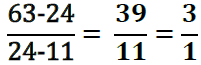 63-24 / 24-11 = 39 / 11 = 3 / 1